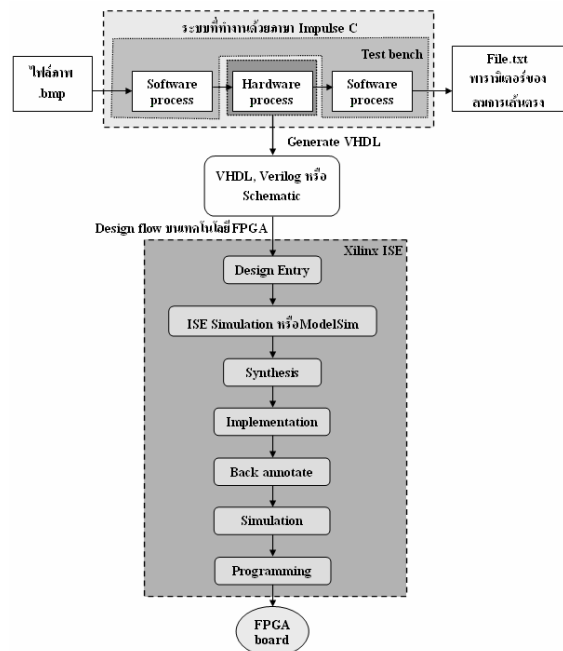 ระบบที่ทำงานด้วยภาษา Impulse C
Test bench
ไฟล์ภาพ
.bmp
Software
process
Hardware
process
Software
process
File.txt
พารามิเตอร์ของ
สมการเส้นตรง
Generate VHDL
VHDL, Verilog หรือ
Schematic
Design flow บนเทคโนโลยีFPGA
Xilinx ISE
Design Entry
ISE Simulation หรือModelSim
Synthesis
Implementation
Back annotate
Simulation
Programming
FPGA
board